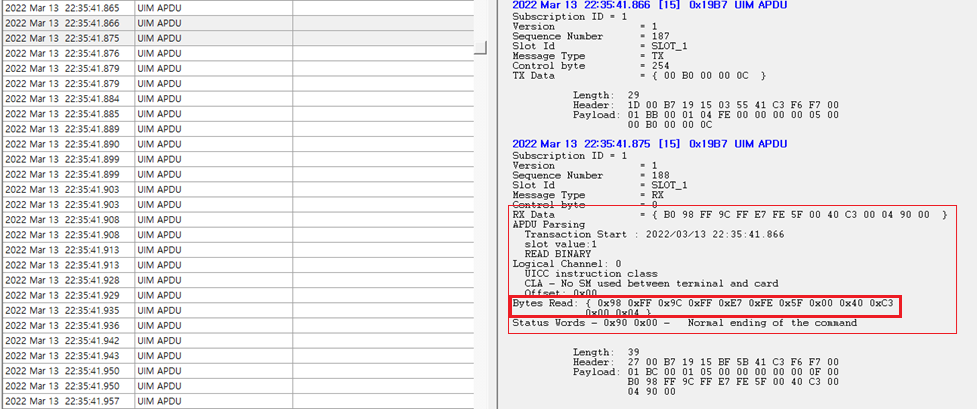 2022 Mar 13  22:35:41.865 UIM APDU
2022 Mar 13  22:35:41.866 UIM APDU
2022 Mar 13  22:35:41.875 UIM APDU
2022 Mar 13  22:35:41.876 UIM APDU
2022 Mar 13  22:35:41.879 UIM APDU
2022 Mar 13  22:35:41.879 UIM APDU
2022 Mar 13  22:35:41.884 UIM APDU
2022 Mar 13  22:35:41.885 UIM APDU
2022 Mar 13  22:35:41.889 UIM APDU
2022 Mar 13  22:35:41.890 UIM APDU
2022 Mar 13  22:35:41.899 UIM APDU
2022 Mar 13  22:35:41.899 UIM APDU
2022 Mar 13  22:35:41.903 UIM APDU
2022 Mar 13  22:35:41.903 UIM APDU
2022 Mar 13  22:35:41.908 UIM APDU
2022 Mar 13  22:35:41.908 UIM APDU
2022 Mar 13  22:35:41.913 UIM APDU
2022 Mar 13  22:35:41.913 UIM APDU
2022 Mar 13  22:35:41.928 UIM APDU
2022 Mar 13  22:35:41.929 UIM APDU
2022 Mar 13  22:35:41.935 UIM APDU
2022 Mar 13  22:35:41.936 UIM APDU
2022 Mar 13  22:35:41.942 UIM APDU
2022 Mar 13  22:35:41.943 UIM APDU
2022 Mar 13  22:35:41.950 UIM APDU
2022 Mar 13  22:35:41.950 UIM APDU
2022 Mar 13  22:35:41.957 UIM APDU
2022 Mar 13  22:35:41.866  [15]  0x19B7  UIM APDU
Subscription ID = 1
Version = 1
Sequence Number = 187
Slot Id = SLOT_1
Message Type = TX
Control byte = 254
TX Data = { 00 B0 00 00 0C  }
Length:  29
Header:  1D 00 B7 19 15 03 55 41 C3 F6 F7 00
Payload:  01 BB 00 01 04 FE 00 00 00 00 05 00
00 B0 00 00 0C
2022 Mar 13  22:35:41.875  [15]  0x19B7  UIM APDU
Subscription ID = 1
Version = 1
Sequence Number = 188
Slot Id = SLOT_1
Message Type = RX
Control byte = 0
RX Data = { B0 98 FF 9C FF E7 FE 5F 00 40 C3 00 04 90 00  }
APDU Parsing
Transaction Start : 2022/03/13 22:35:41.866
slot value:1
READ BINARY
Logical Channel: 0
UICC instruction class
CLA - No SM used between terminal and card
Offset: 0x00
Bytes Read: { 0x98 0xFF 0x9C 0xFF 0xE7 0xFE 0x5F 0x00 0x40 0xC3
0x00 0x04 }
Status Words - 0x90 0x00 -   Normal ending of the command
Length:  39
Header:  27 00 B7 19 15 BF 5B 41 C3 F6 F7 00
Payload:  01 BC 00 01 05 00 00 00 00 00 0F 00
B0 98 FF 9C FF E7 FE 5F 00 40 C3 00
04 90 00